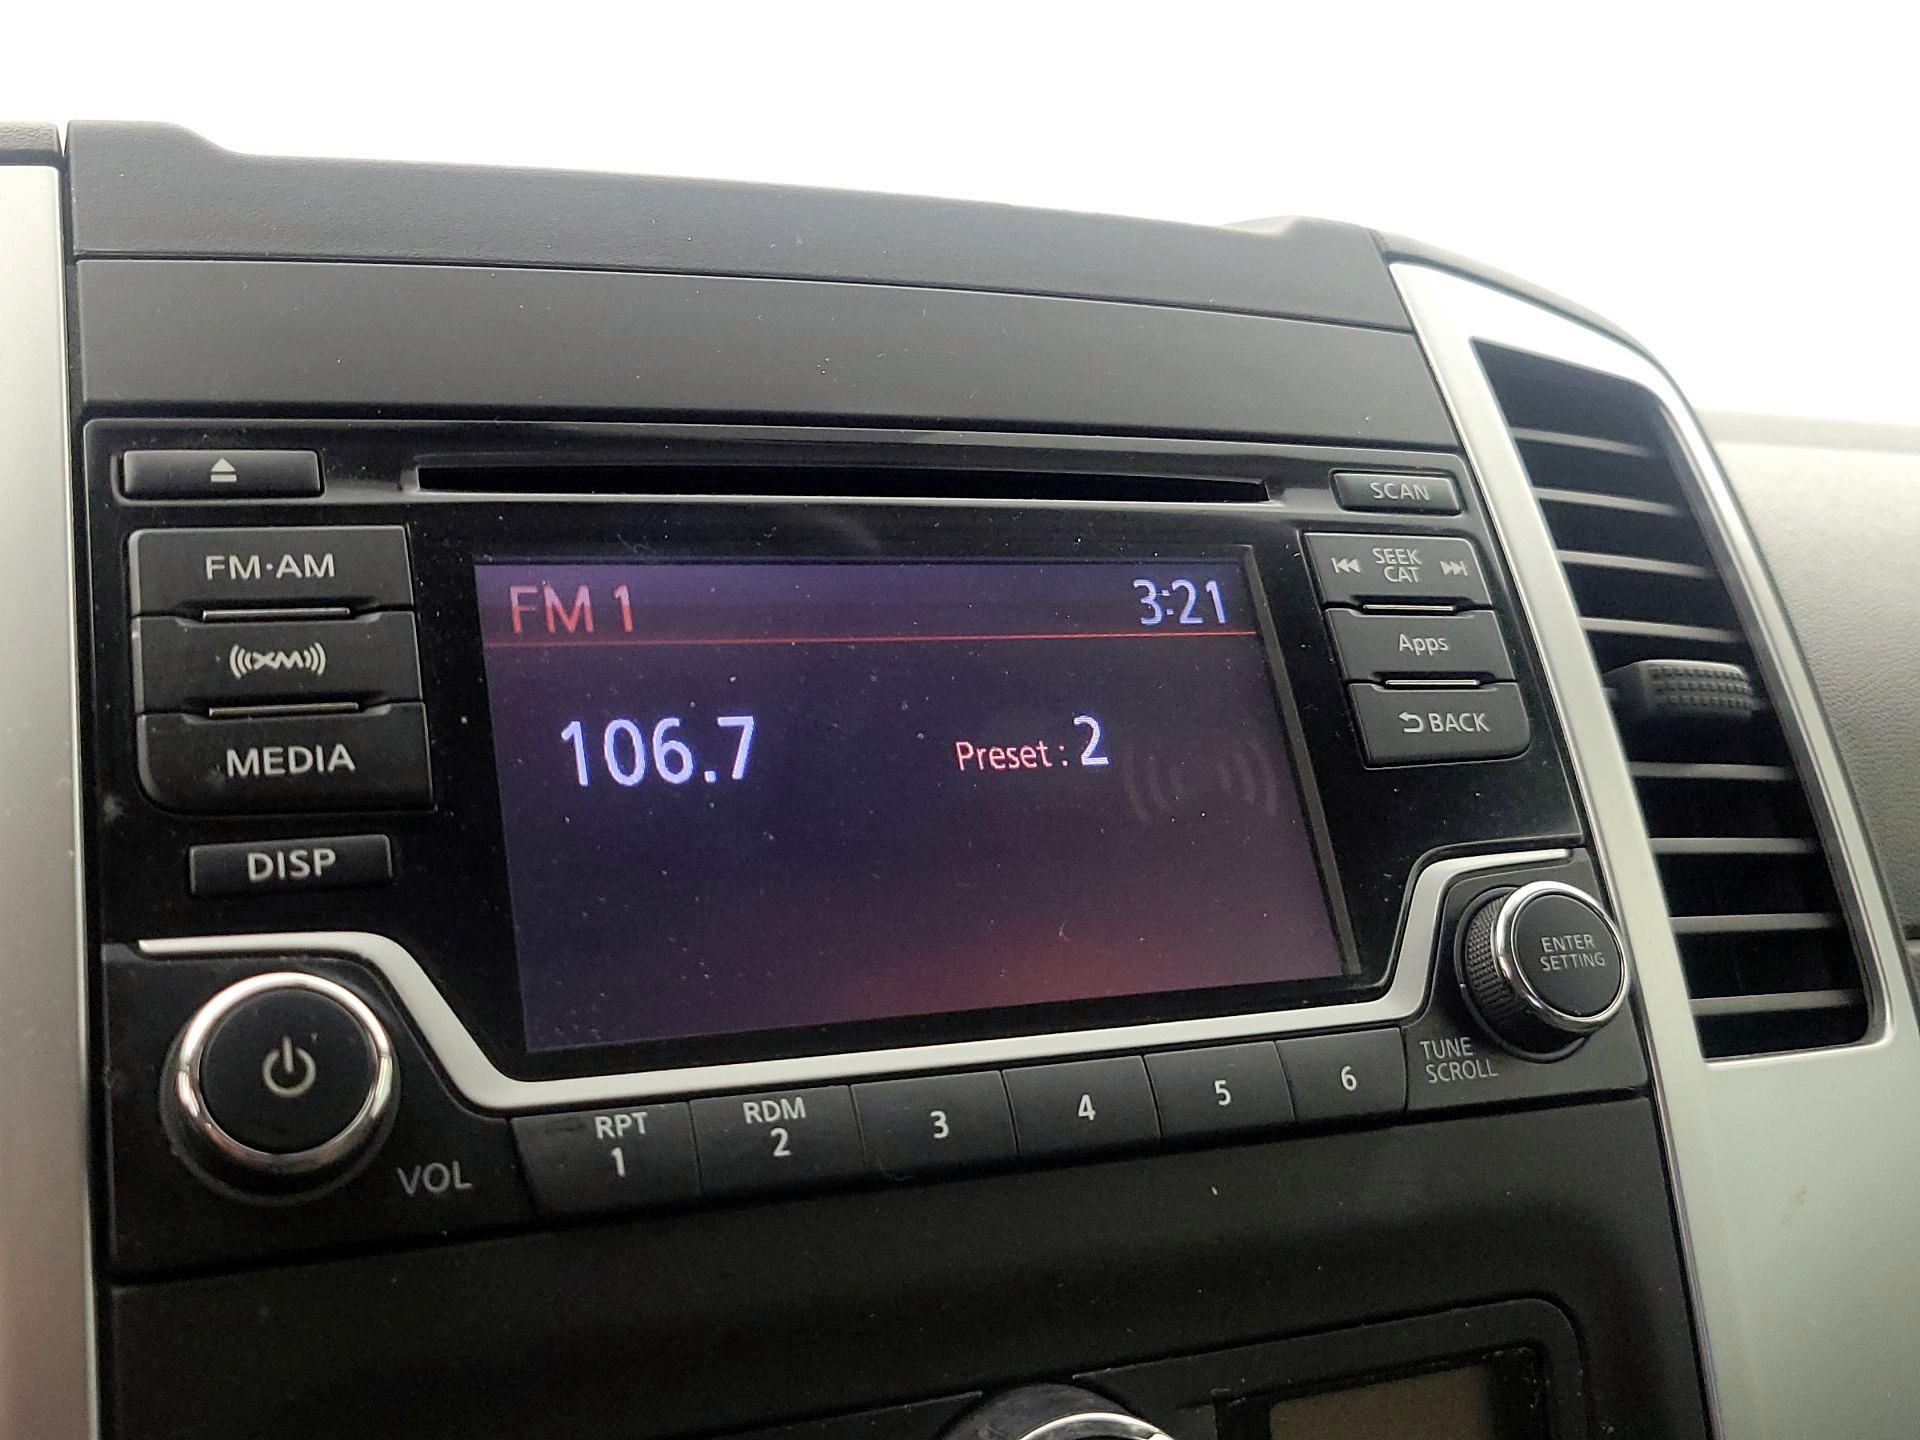 SCAN
FM·AM
SEEK
CAT
FM 1
3:21
XM
Apps
106.7
Preset : 2
BACK
MEDIA
DISP
ENTER
SETTING
TUNE
SCROLL
VOL
RPT
1
RDM
2
3
4
5
6